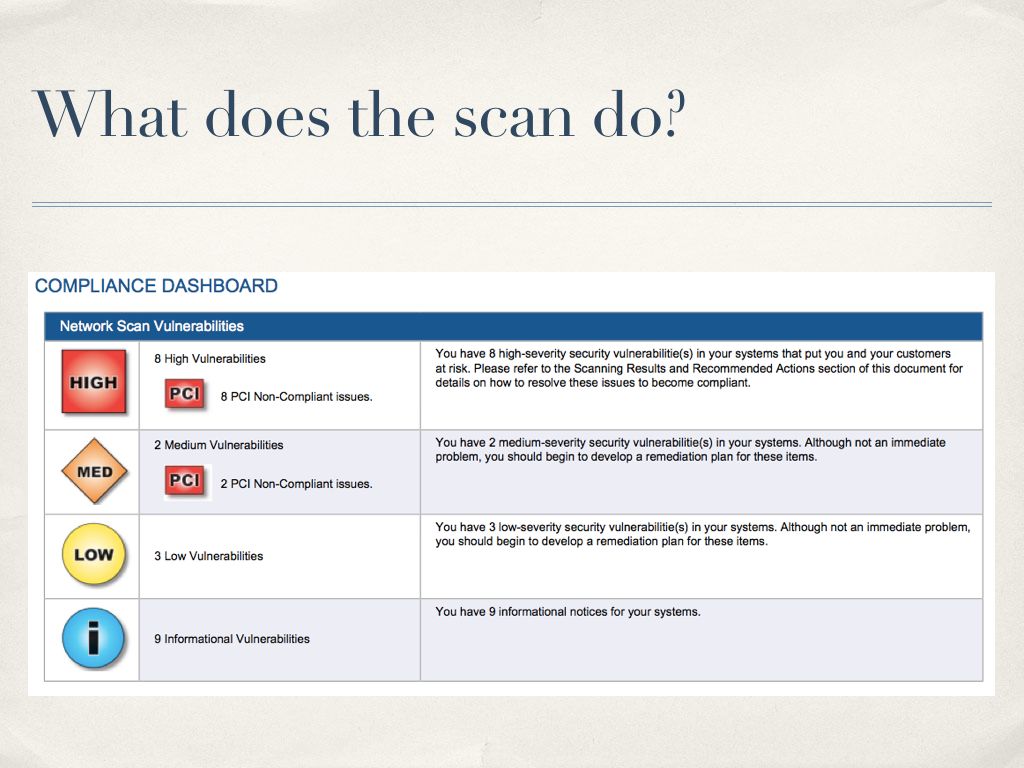 What does the scan do?
COMPLIANCE DASHBOARD
Network Scan Vulnerabilities
HIGH
8 High Vulnerabilities
PCI
8 PCI Non-Compliant issues.
You have 8 high-severity security vulnerabilitie(s) in your systems that put you and your customers
at risk. Please refer to the Scanning Results and Recommended Actions section of this document for
details on how to resolve these issues to become compliant.
MED
2 Medium Vulnerabilities
PCI
2 PCI Non-Compliant issues.
You have 2 medium-severity security vulnerabilitie(s) in your systems. Although not an immediate
problem, you should begin to develop a remediation plan for these items.
LOW
3 Low Vulnerabilities
You have 3 low-severity security vulnerabilitie(s) in your systems. Although not an immediate problem,
you should begin to develop a remediation plan for these items.
i
9 Informational Vulnerabilities
You have 9 informational notices for your systems.